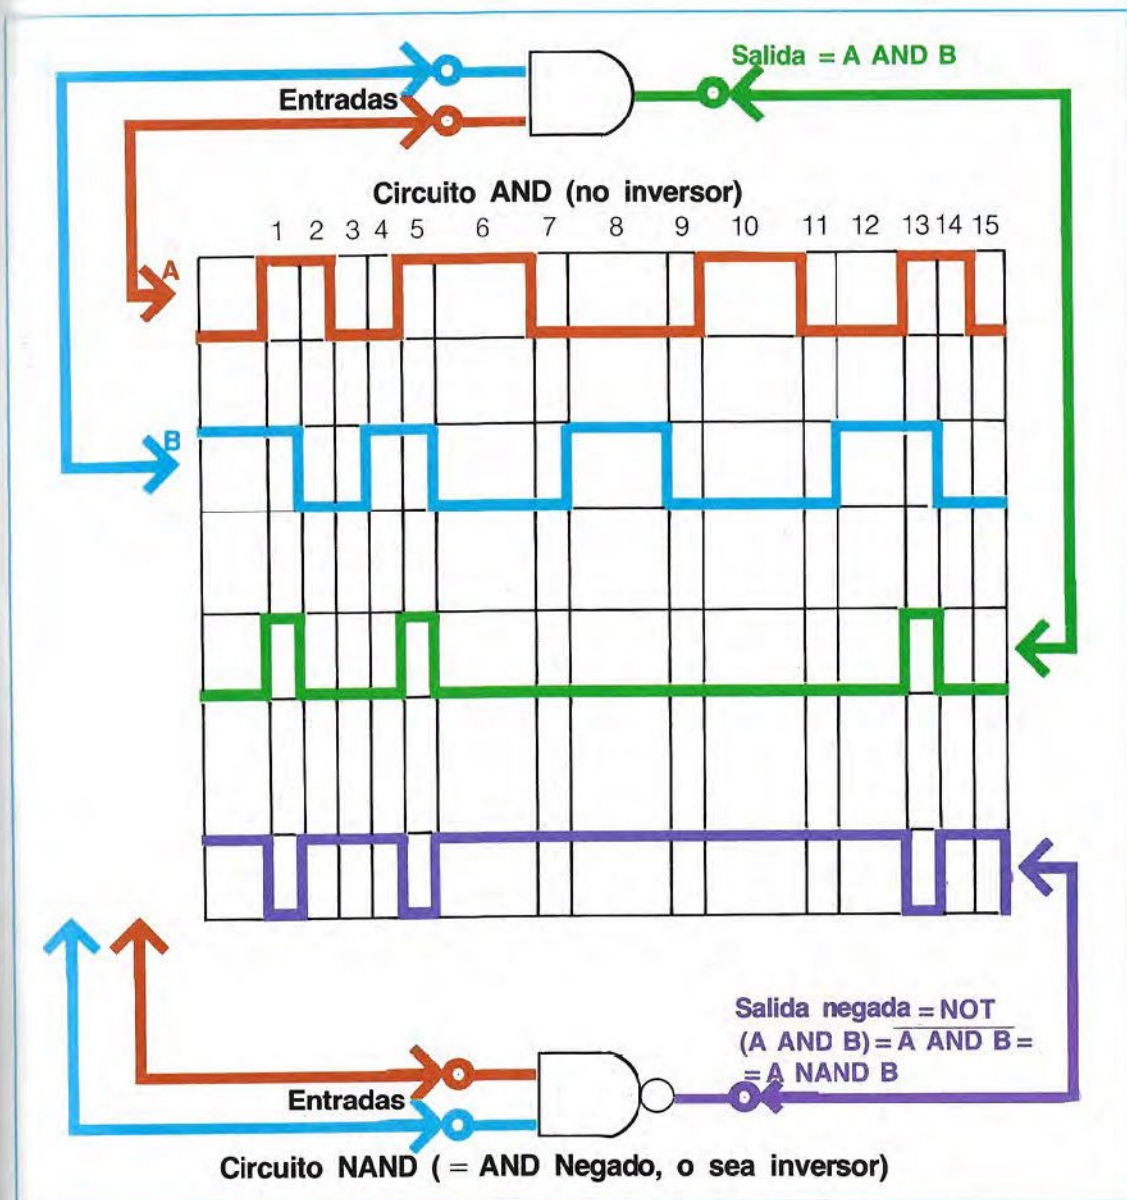 Salida = A AND B
Entradas
Circuito AND (no inversor)
1 2 3 4 5 6 7 8 9 10 11 12 13 14 15
A
B
Salida negada = NOT
(A AND B) = A AND B =
= A NAND B
Entradas
Circuito NAND ( = AND Negado, o sea inversor)